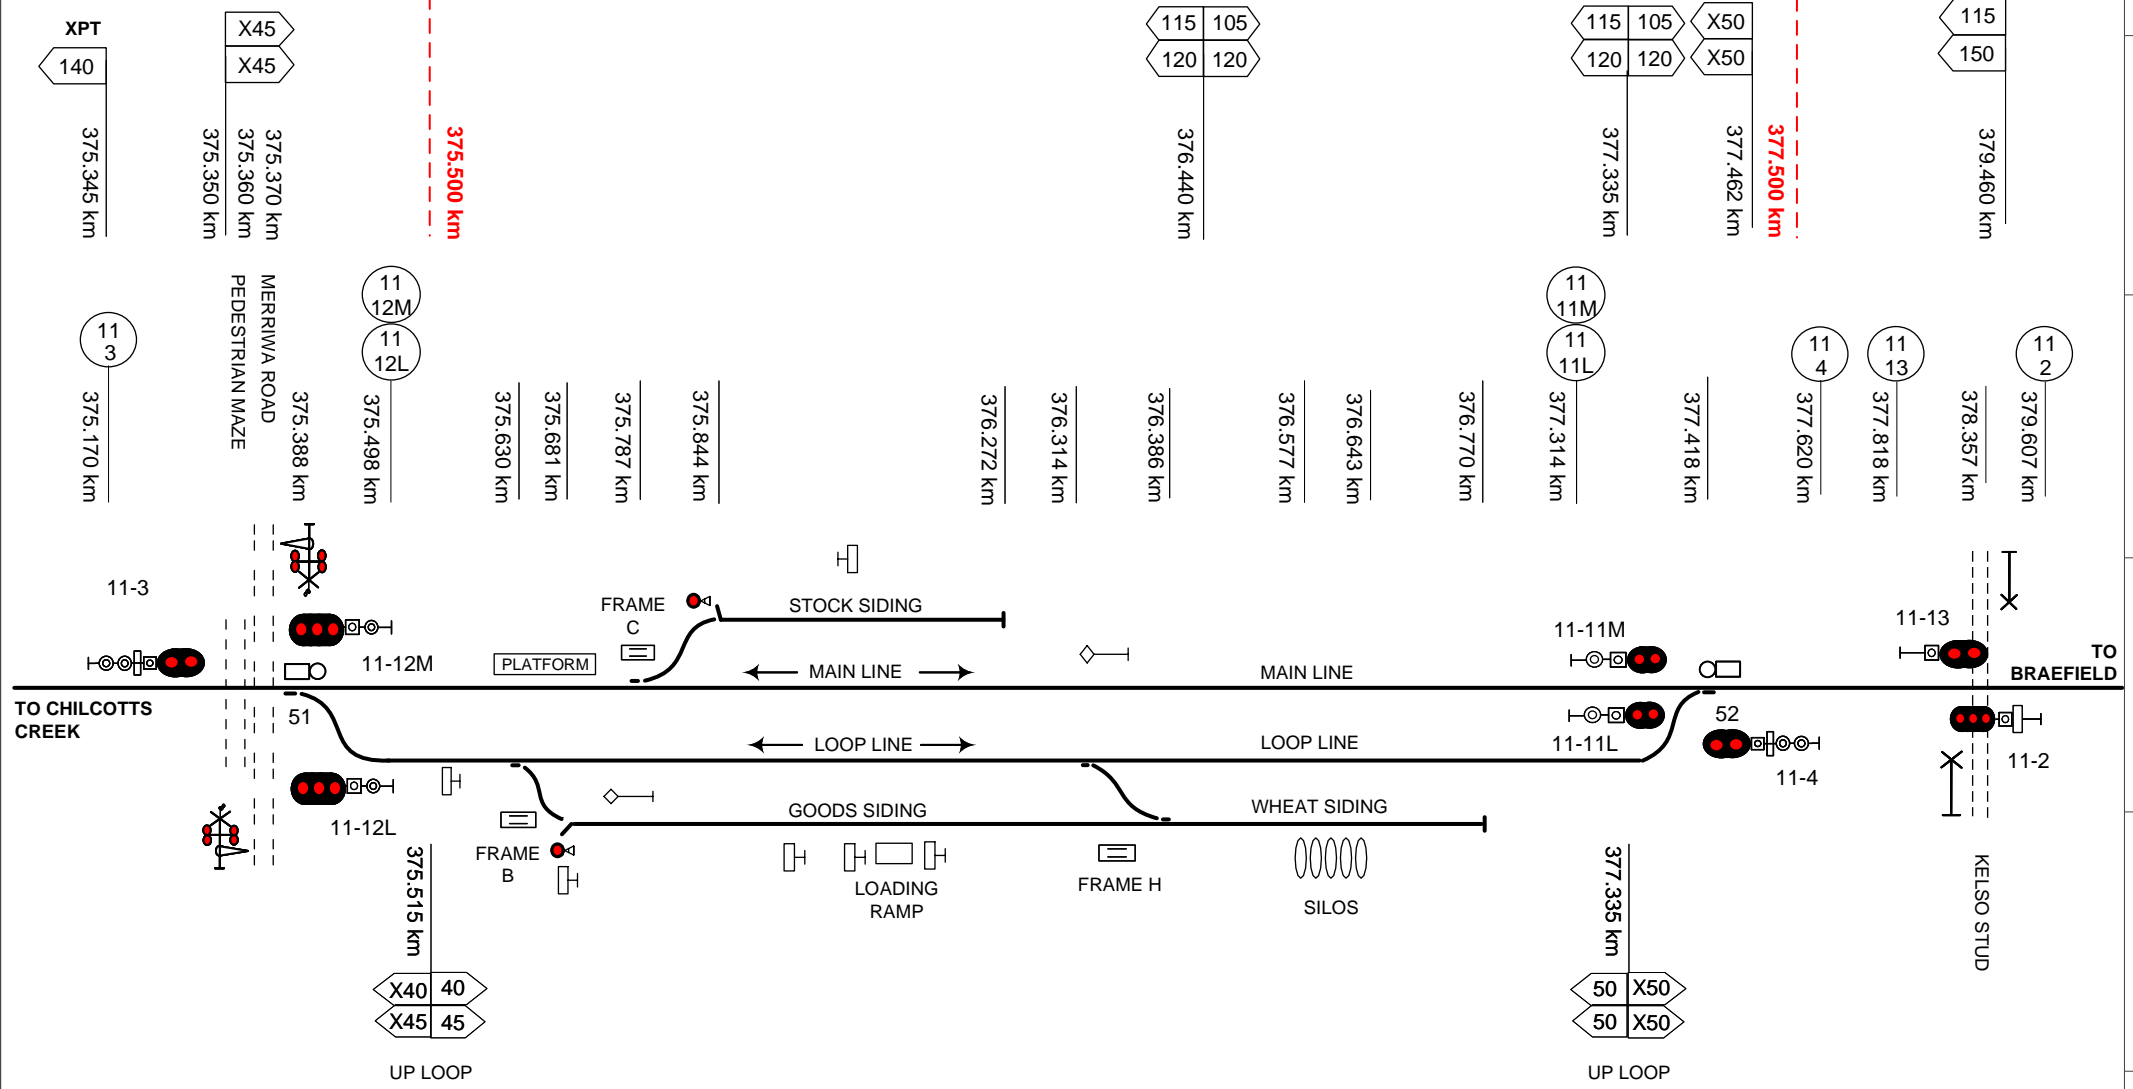 XPT
140
X45
X45
115 105
120 120
115 105
120 120
X50
X50
115
150
375.345 km
375.350 km
375.360 km
375.370 km
375.500 km
376.440 km
377.335 km
377.462 km
377.500 km
379.460 km
11
3
PEDESTRIAN MAZE
MERRIWA ROAD
11
12M
11
12L
11
11M
11
11L
11
4
11
13
11
2
375.170 km
375.388 km
375.498 km
375.630 km
375.681 km
375.787 km
375.844 km
376.272 km
376.314 km
376.386 km
376.577 km
376.643 km
376.770 km
377.314 km
377.418 km
377.620 km
377.818 km
378.357 km
379.607 km
11-3
11-12M
PLATFORM
FRAME
C
STOCK SIDING
MAIN LINE
MAIN LINE
11-11M
11-13
TO
BRAEFIELD
TO CHILCOTTS
CREEK
51
52
LOOP LINE
LOOP LINE
11-11L
11-4
11-2
11-12L
GOODS SIDING
WHEAT SIDING
FRAME
B
LOADING
RAMP
FRAME H
SILOS
KELSO STUD
375.515 km
377.335 km
X40 40
X45 45
UP LOOP
50 X50
50 X50
UP LOOP